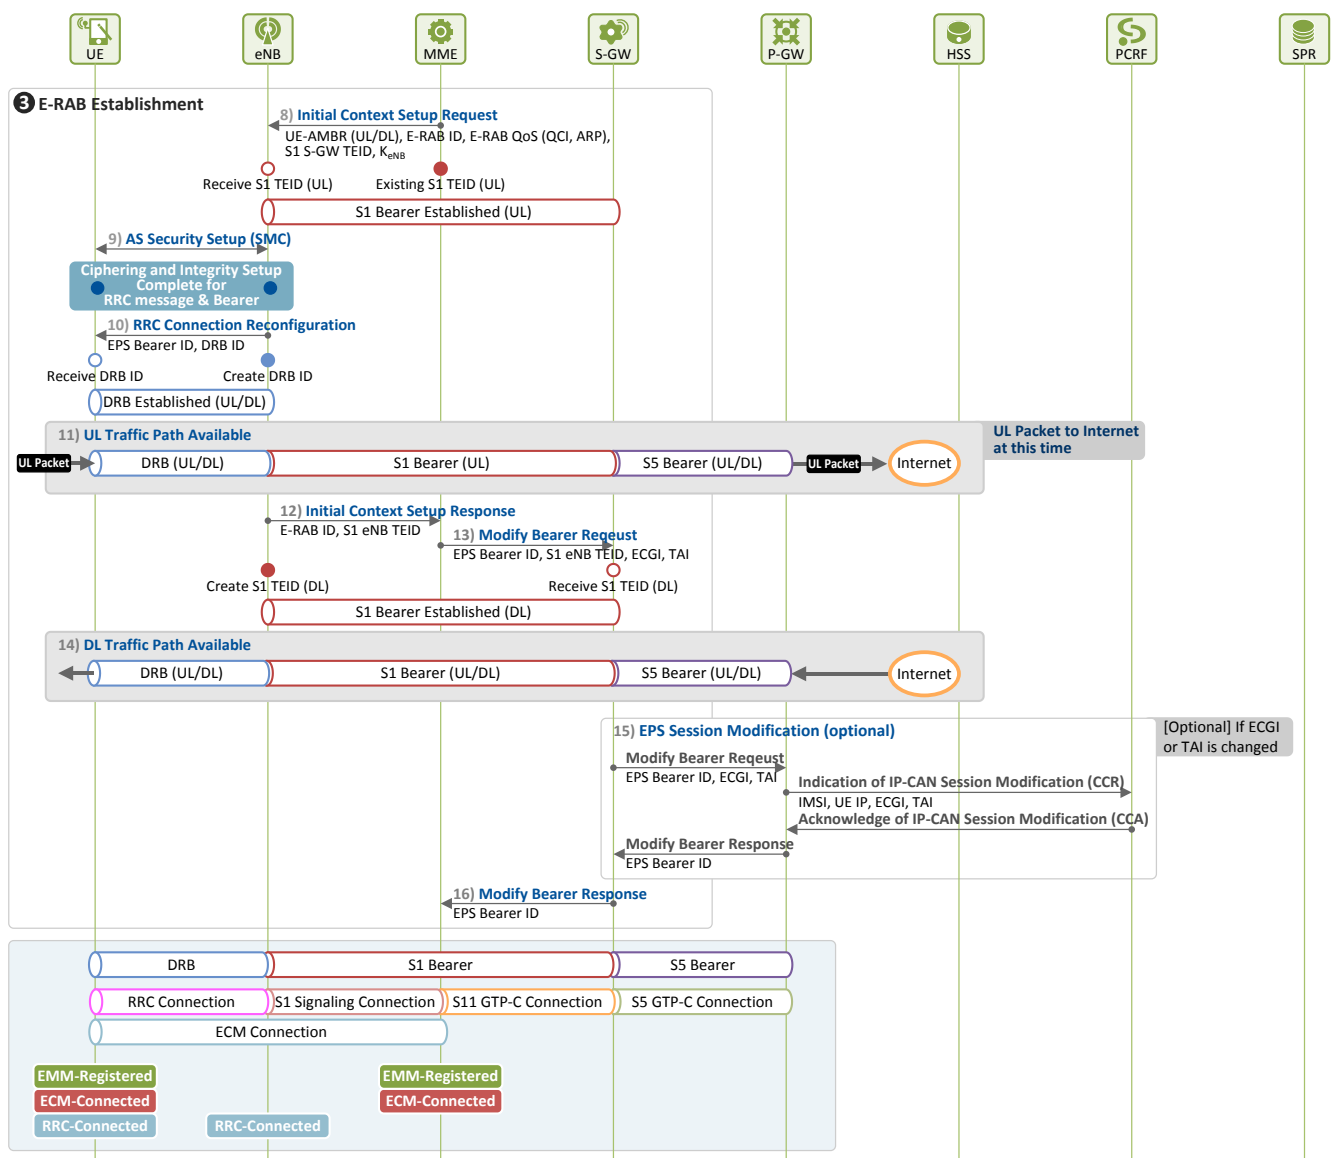 UE
eNB
MME
S-GW
P-GW
HSS
PCRF
SPR
3 E-RAB Establishment
8) Initial Context Setup Request
UE-AMBR (UL/DL), E-RAB ID, E-RAB QoS (QCI, ARP),
S1 S-GW TEID, KeNB
Receive S1 TEID (UL)
Existing S1 TEID (UL)
S1 Bearer Established (UL)
9) AS Security Setup (SMC)
Ciphering and Integrity Setup
Complete for
RRC message & Bearer
10) RRC Connection Reconfiguration
EPS Bearer ID, DRB ID
Receive DRB ID
Create DRB ID
DRB Established (UL/DL)
11) UL Traffic Path Available
UL Packet to Internet
at this time
UL Packet
DRB (UL/DL)
S1 Bearer (UL)
S5 Bearer (UL/DL)
UL Packet
Internet
12) Initial Context Setup Response
E-RAB ID, S1 eNB TEID
13) Modify Bearer Reqeust
EPS Bearer ID, S1 eNB TEID, ECGI, TAI
Create S1 TEID (DL)
Receive S1 TEID (DL)
S1 Bearer Established (DL)
14) DL Traffic Path Available
DRB (UL/DL)
S1 Bearer (UL/DL)
S5 Bearer (UL/DL)
Internet
15) EPS Session Modification (optional)
[Optional] If ECGI
or TAI is changed
Modify Bearer Reqeust
EPS Bearer ID, ECGI, TAI
Indication of IP-CAN Session Modification (CCR)
IMSI, UE IP, ECGI, TAI
Acknowledge of IP-CAN Session Modification (CCA)
Modify Bearer Response
EPS Bearer ID
16) Modify Bearer Response
EPS Bearer ID
DRB
S1 Bearer
S5 Bearer
RRC Connection
S1 Signaling Connection
S11 GTP-C Connection
S5 GTP-C Connection
ECM Connection
EMM-Registered
EMM-Registered
ECM-Connected
ECM-Connected
RRC-Connected
RRC-Connected